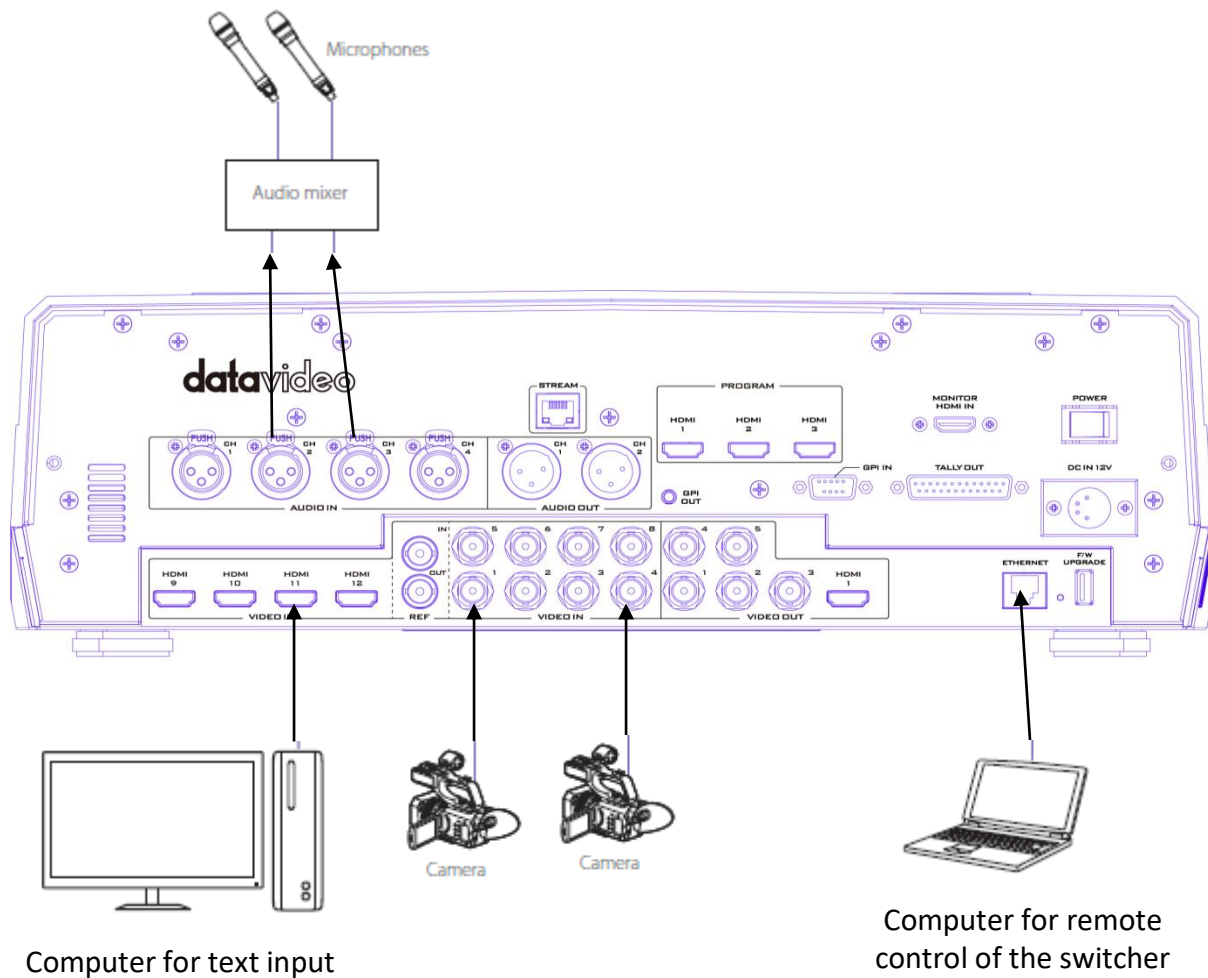 Microphones
Audio mixer
datavideo
STREAM
PROGRAM
HDMI 1
HDMI 2
HDMI 3
MONITOR HDMI IN
POWER
PUSH
CH 1
PUSH
CH 2
PUSH
CH 3
PUSH
CH 4
CH 1
CH 2
GPI OUT
GPI IN
TALLY OUT
DC IN 12V
AUDIO IN
AUDIO OUT
HDMI 9
HDMI 10
HDMI 11
HDMI 12
IN
OUT
5
6
7
8
4
5
1
2
3
4
1
2
3
HDMI 1
ETHERNET
F/W UPGRADE
VIDEO I
REF
VIDEO IN
VIDEO OUT
Camera
Camera
Computer for text input
Computer for remote
control of the switcher